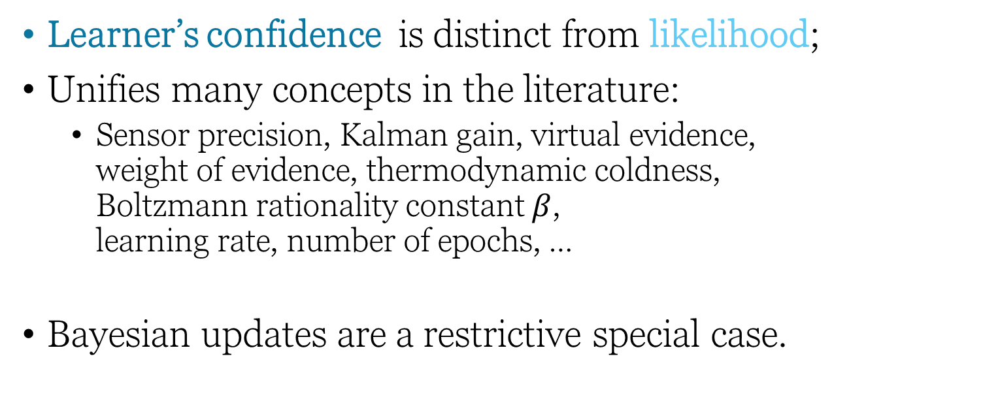 • Learner’s confidence is distinct from likelihood;
• Unifies many concepts in the literature:
• Sensor precision, Kalman gain, virtual evidence,
weight of evidence, thermodynamic coldness,
Boltzmann rationality constant β,
learning rate, number of epochs, ...
• Bayesian updates are a restrictive special case.